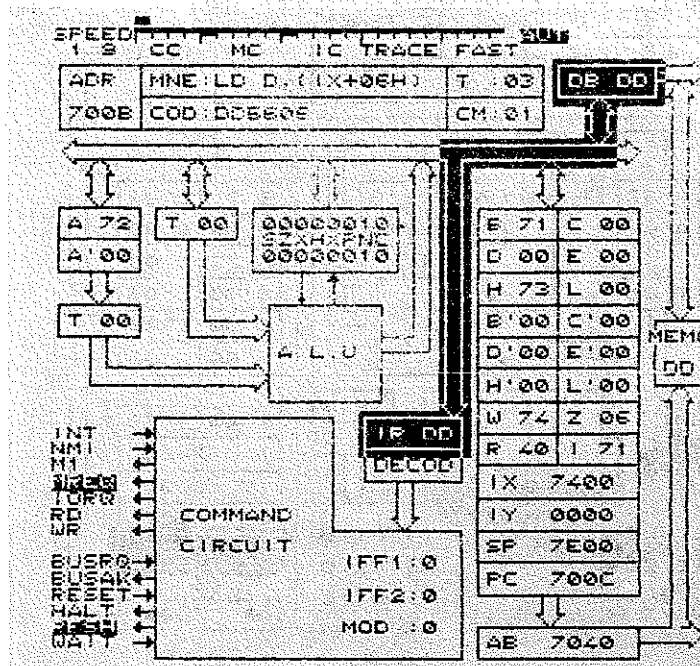 SPEED
1 9 CC MC IC TRACE FAST
ADR MNE:LD D,(IX+06H) T :03 DB DD
700B COD:DD5606 CM:01
A 72 T 00 00000010 B 71 C 00
A'00 SNXHXPNC D 00 E 00
00000010 H 73 L 00
T 00 B'00 C'00
A.L.U D'00 E'00 MEM
DD
H'00 L'00
IR DD W 74 Z 06
INT DECOD R 40 I 71
NMI
M1 IX 7400
IORQ
RD COMMAND IY 0000
WR CIRCUIT
BUSRQ IFF1:0 SP 7E00
BUSAK
RESET IFF2:0 PC 700C
HALT MOD :0
WAIT AB 7040